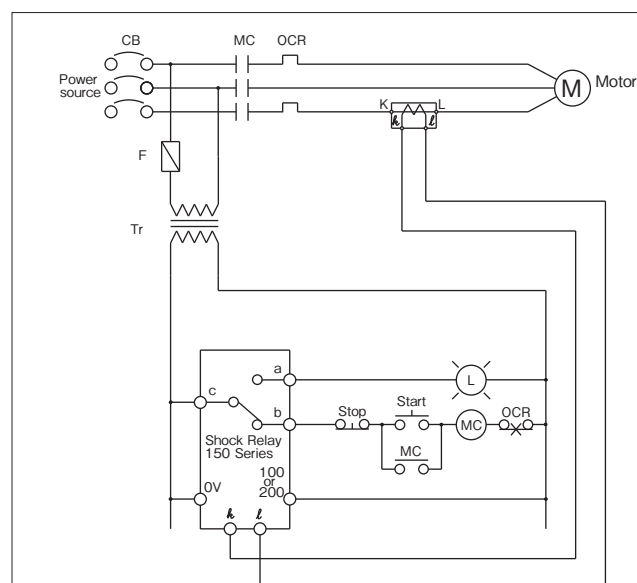 CB
MC
OCR
Power
source
M
Motor
K
L
k
l
F
Tr
a
L
c
b
Stop
Start
MC
OCR
Shock Relay
150 Series
MC
0V
100
or
200
k
l